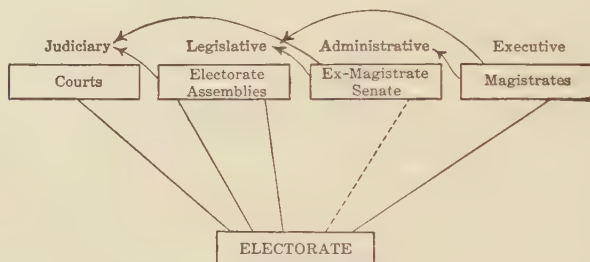 Judiciary Legislative Administrative Executive
Courts Electorate Assemblies Ex-Magistrate Senate Magistrates
ELECTORATE